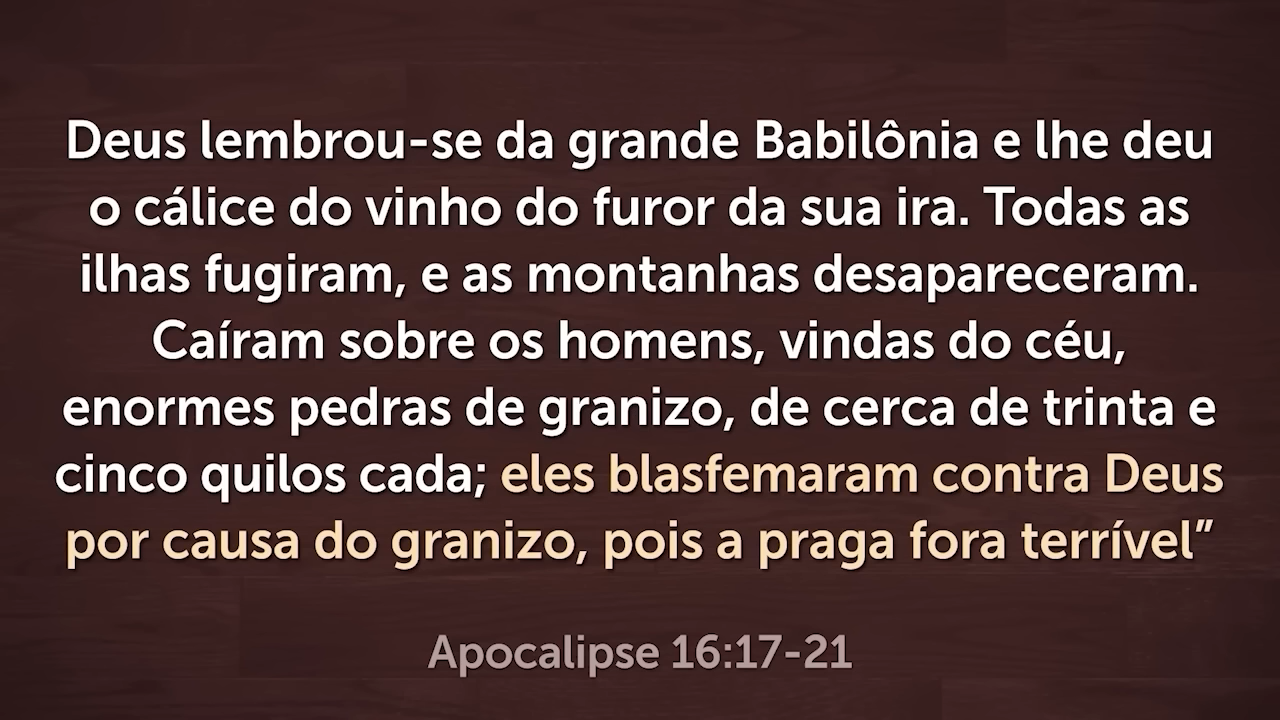 Deus lembrou-se da grande Babilônia e lhe deu
o cálice do vinho do furor da sua ira. Todas as
ilhas fugiram, e as montanhas desapareceram.
Caíram sobre os homens, vindas do céu,
enormes pedras de granizo, de cerca de trinta e
cinco quilos cada; eles blasfemaram contra Deus
por causa do granizo, pois a praga fora terrível”
Apocalipse 16:17-21